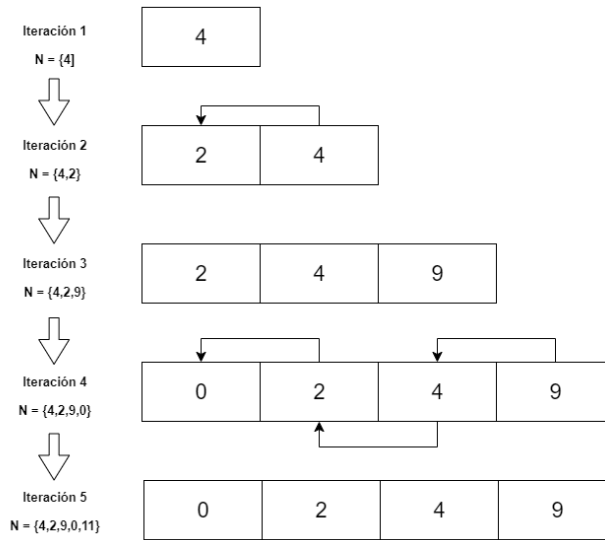 Iteración 1
N = {4]
4
Iteración 2
N = {4,2}
2 4
Iteración 3
N = {4,2,9}
2 4 9
Iteración 4
N = {4,2,9,0}
0 2 4 9
Iteración 5
N = {4,2,9,0,11}
0 2 4 9